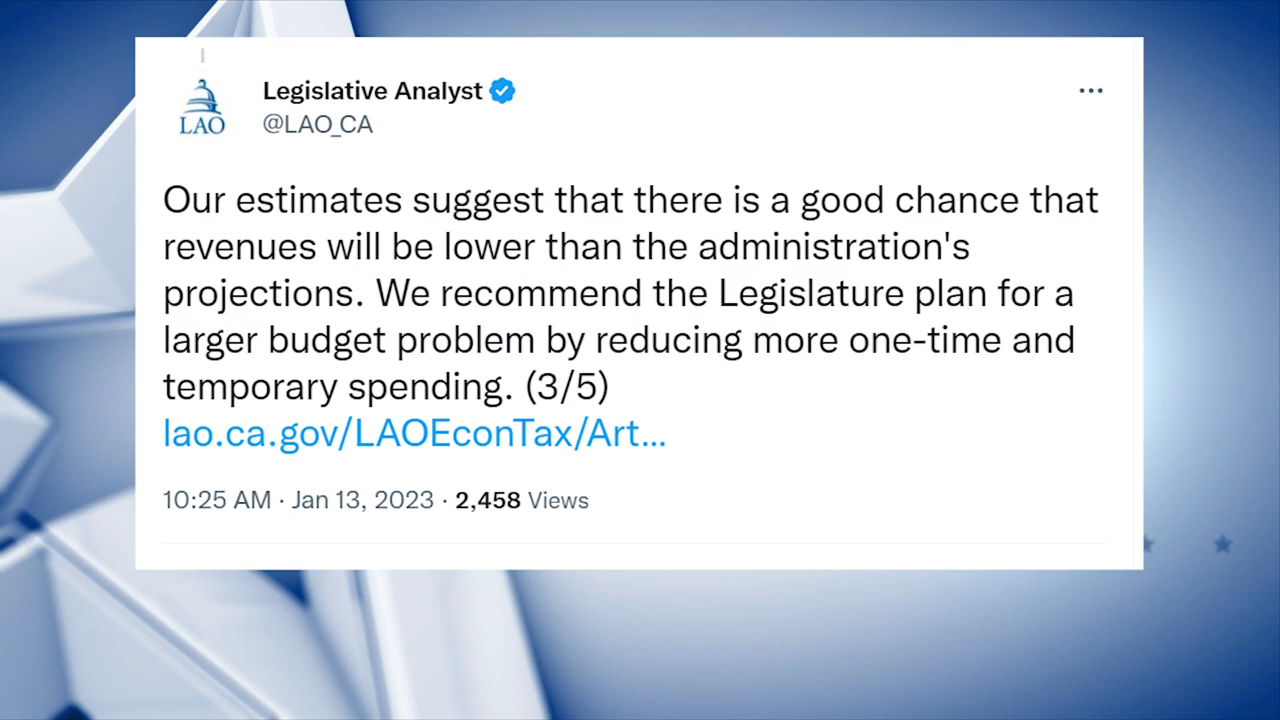 Legislative Analyst
LAO
@LAO_CA
Our estimates suggest that there is a good chance that
revenues will be lower than the administration's
projections. We recommend the Legislature plan for a
larger budget problem by reducing more one-time and
temporary spending. (3/5)
lao.ca.gov/LAOEconTax/Art...
10:25 AM · Jan 13, 2023 · 2,458 Views